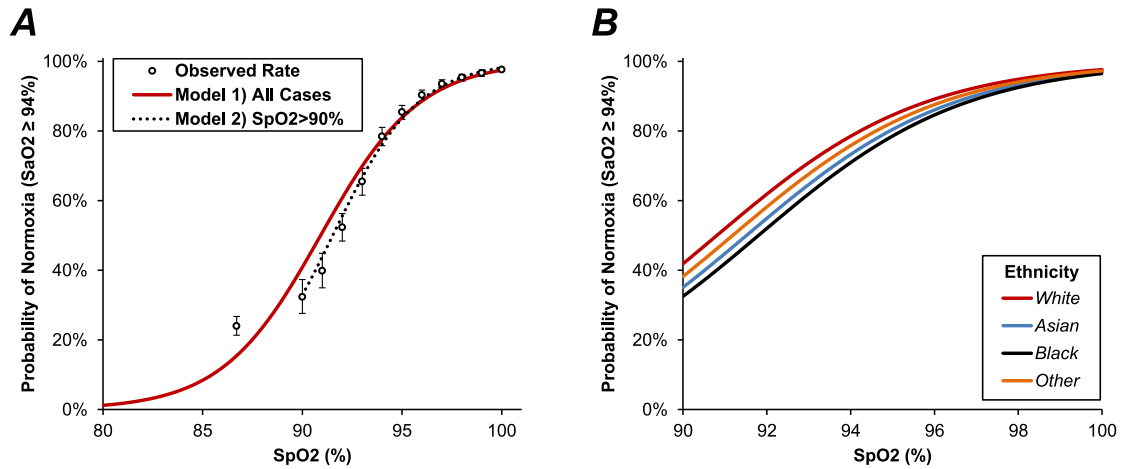 A
Probability of Normoxia (SaO2 ≥ 94%)
100%
80%
60%
40%
20%
0%
Observed Rate
Model 1) All Cases
Model 2) SpO2>90%
80
85
90
95
100
SpO2 (%)
B
Probability of Normoxia (SaO2 ≥ 94%)
100%
80%
60%
40%
20%
0%
Ethnicity
White
Asian
Black
Other
90
92
94
96
98
100
SpO2 (%)